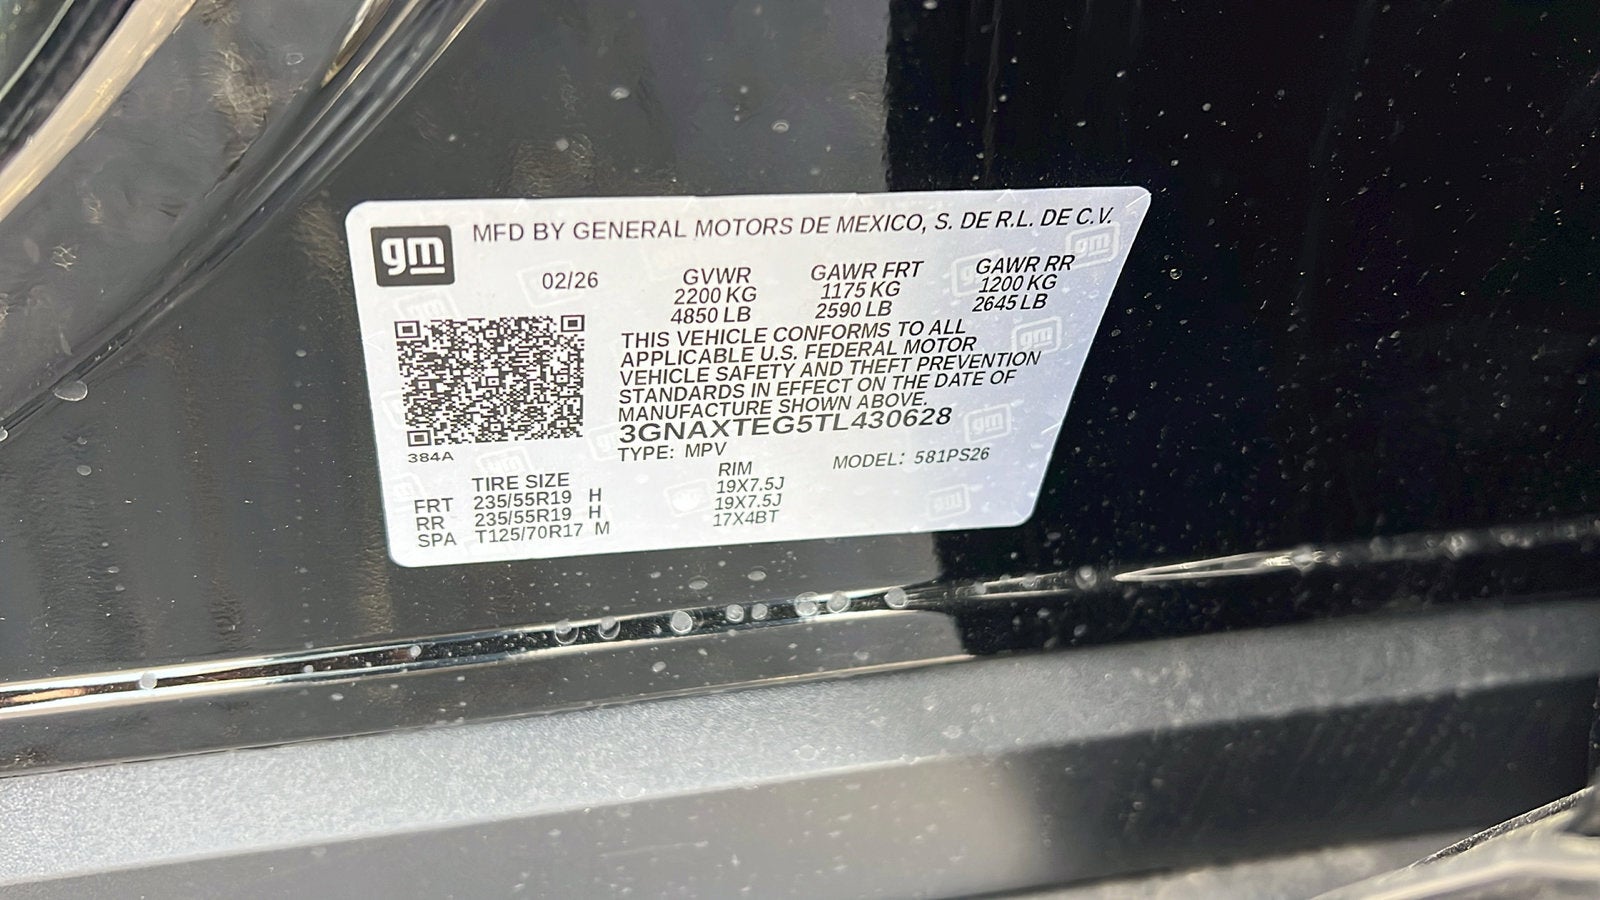 gm MFD BY GENERAL MOTORS DE MEXICO, S. DE R.L. DE C.V.
02/26 GVWR GAWR FRT GAWR RR
2200 KG 1175 KG 1200 KG
4850 LB 2590 LB 2645 LB
THIS VEHICLE CONFORMS TO ALL
APPLICABLE U.S. FEDERAL MOTOR
VEHICLE SAFETY AND THEFT PREVENTION
STANDARDS IN EFFECT ON THE DATE OF
MANUFACTURE SHOWN ABOVE.
3GNAXTEG5TL430628
384A TYPE: MPV MODEL: 581PS26
TIRE SIZE RIM
FRT 235/55R19 H 19X7.5J
RR 235/55R19 H 19X7.5J
SPA T125/70R17 M 17X4BT